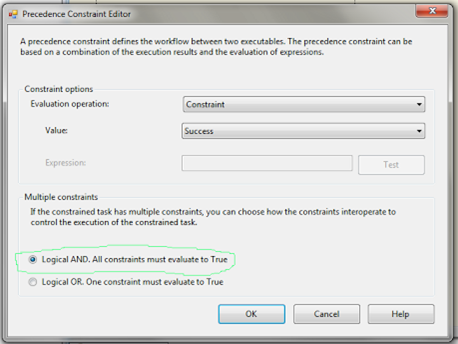 Precedence Constraint Editor
A precedence constraint defines the workflow between two executables. The precedence constraint can be
based on a combination of the execution results and the evaluation of expressions.
Constraint options
Evaluation operation: Constraint
Value: Success
Expression: Test
Multiple constraints
If the constrained task has multiple constraints, you can choose how the constraints interoperate to
control the execution of the constrained task.
Logical AND. All constraints must evaluate to True
Logical OR. One constraint must evaluate to True
OK Cancel Help